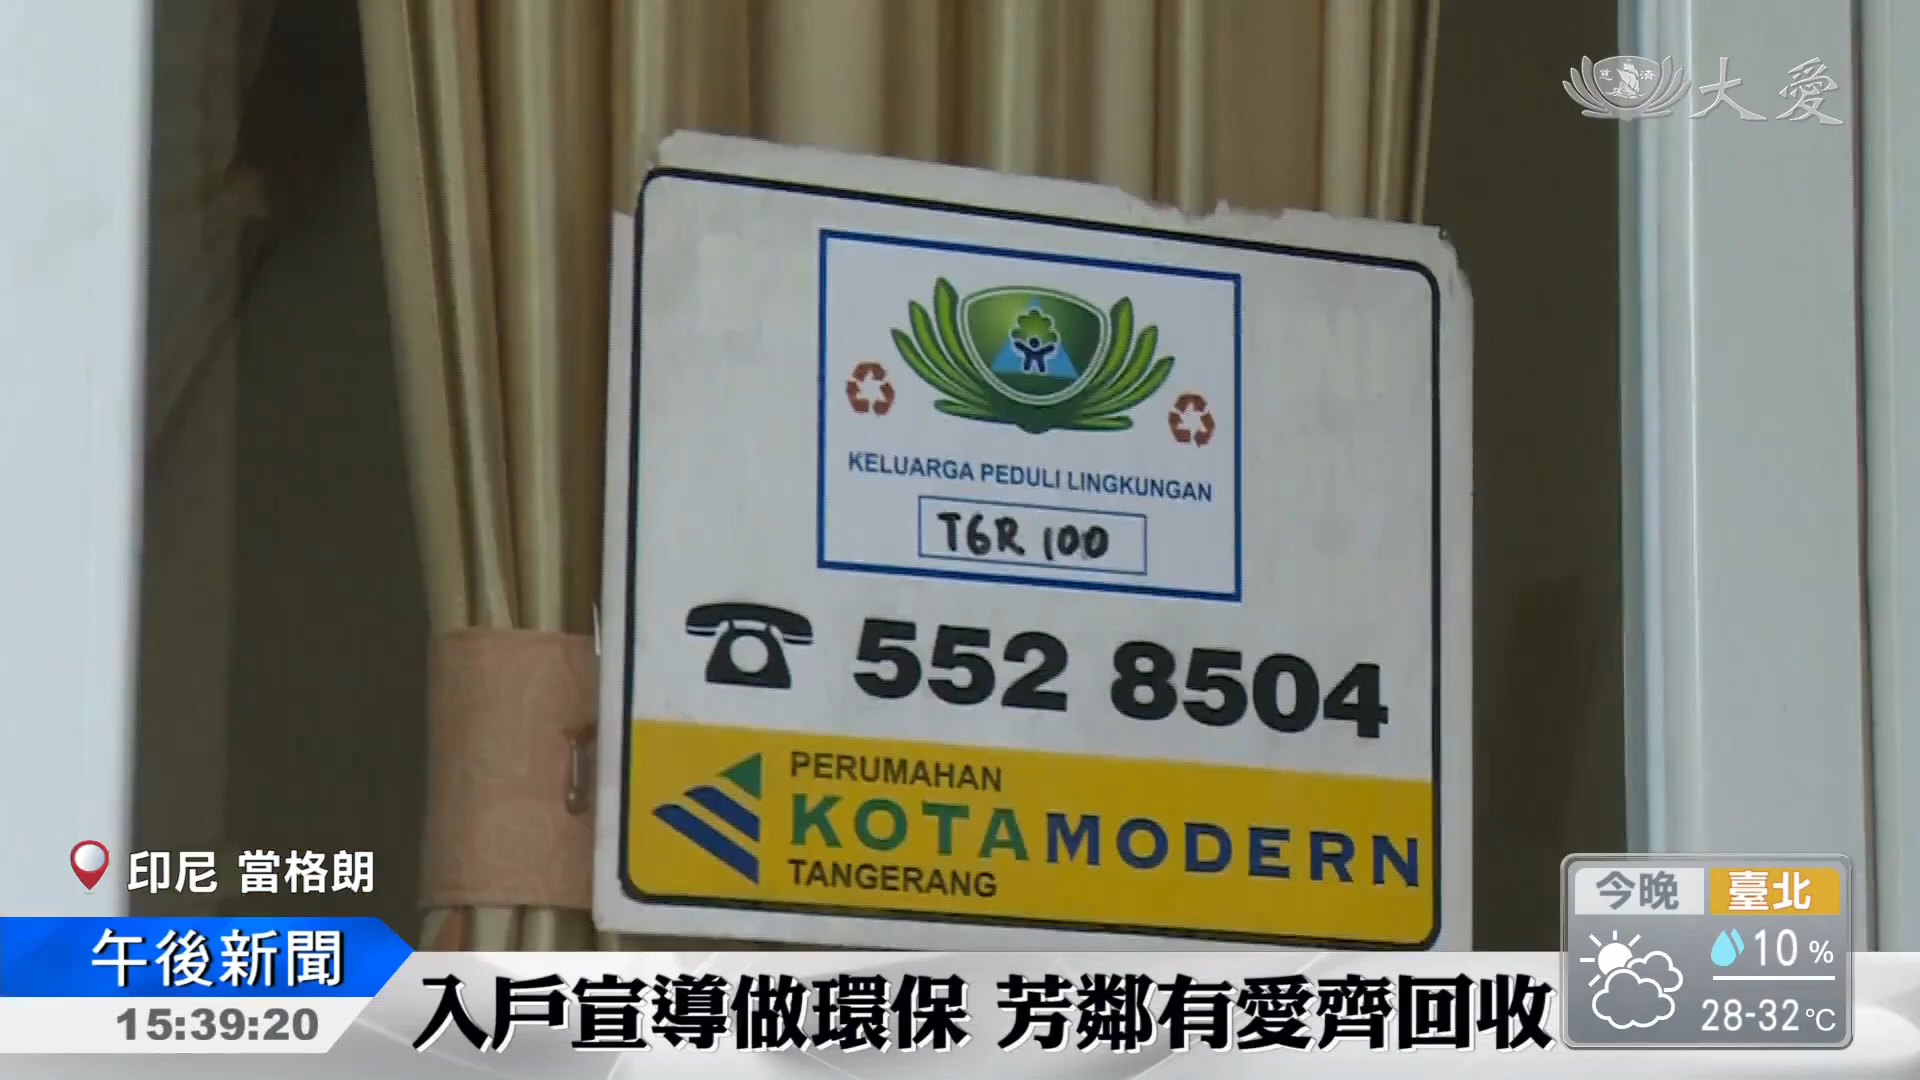 大愛
KELUARGA PEDULI LINGKUNGAN
TGR 100
552 8504
PERUMAHAN
KOTAMODERN
TANGERANG
印尼 當格朗
午後新聞
15:39:20
入戶宣導做環保 芳鄰有愛齊回收
今晚 臺北
10 %
28-32°C